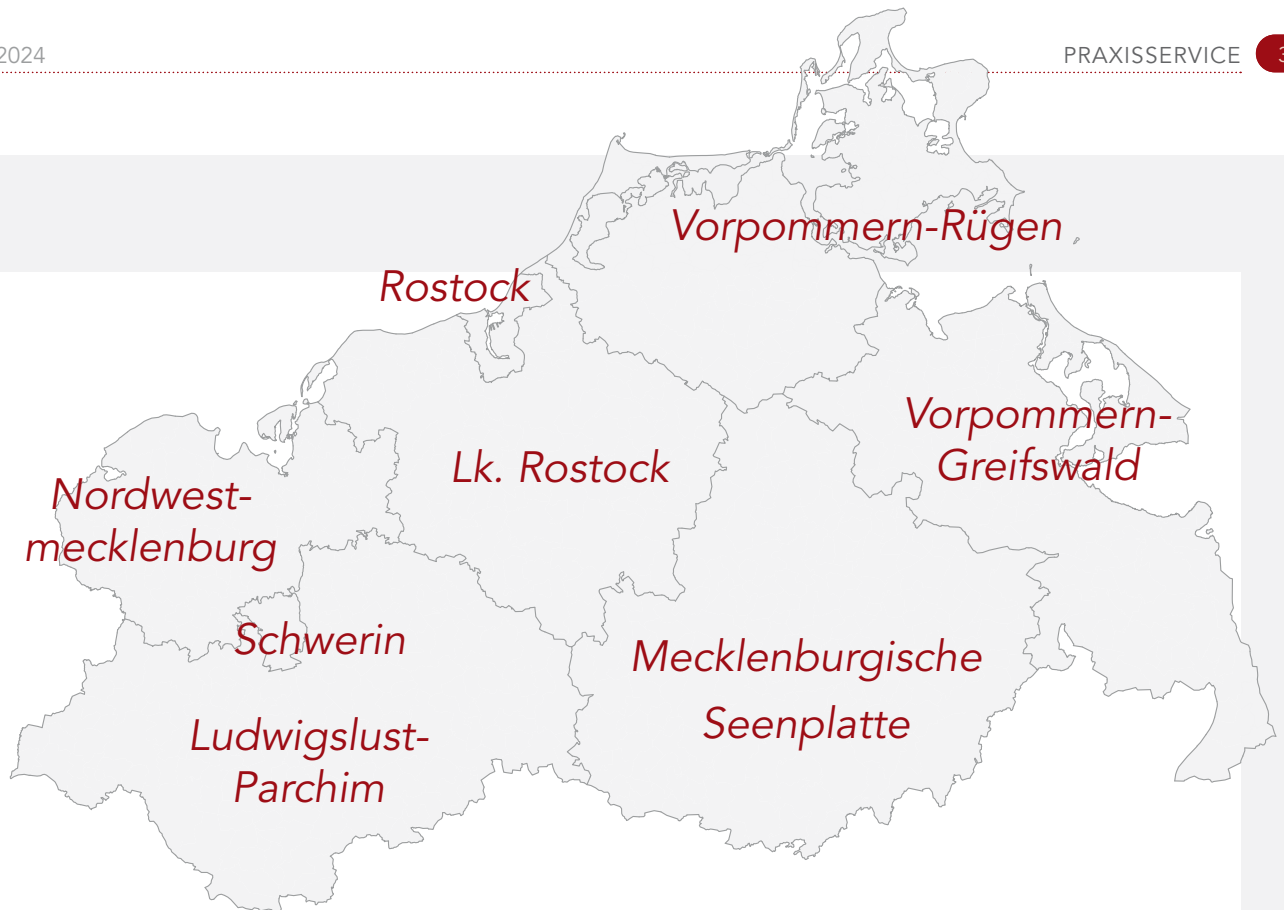 2024
PRAXISSERVICE
3
Vorpommern-Rügen
Rostock
Vorpommern-
Greifswald
Lk. Rostock
Nordwest-
mecklenburg
Schwerin
Mecklenburgische
Seenplatte
Ludwigslust-
Parchim